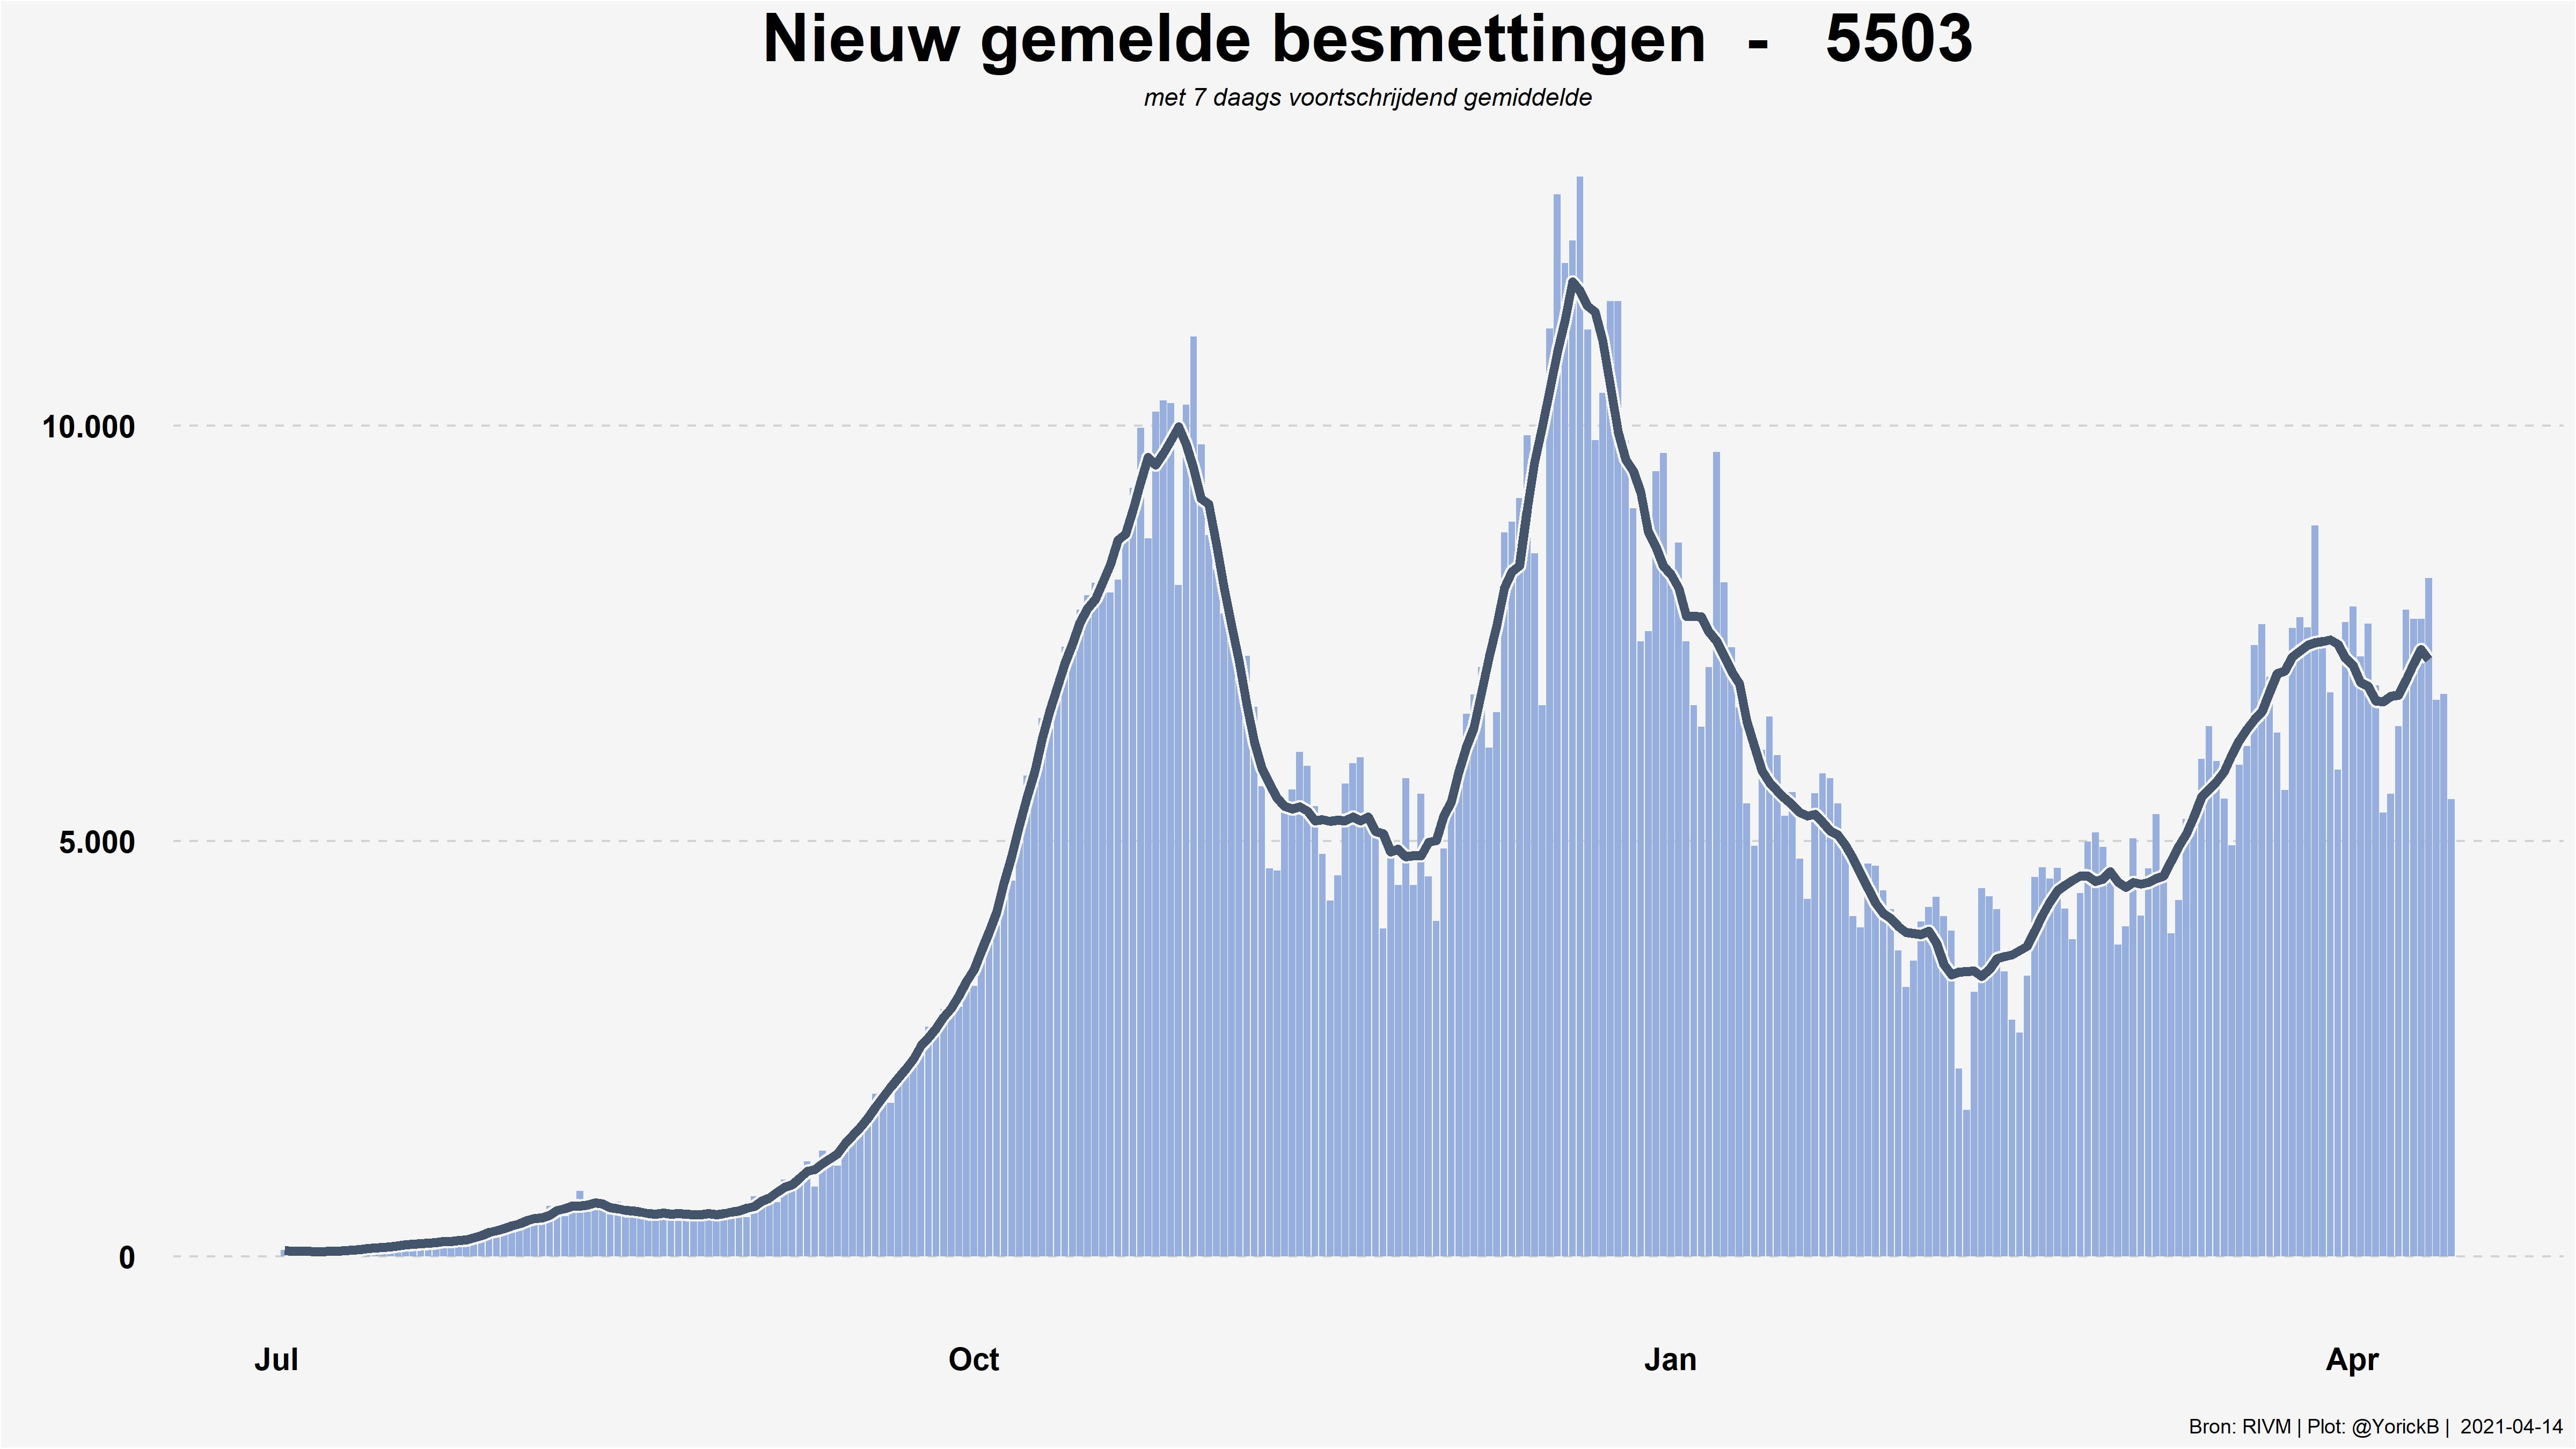 Nieuw gemelde besmettingen - 5503
met 7 daags voortschrijdend gemiddelde
10.000
5.000
0
Jul Oct Jan Apr
Bron: RIVM | Plot: @YorickB | 2021-04-14